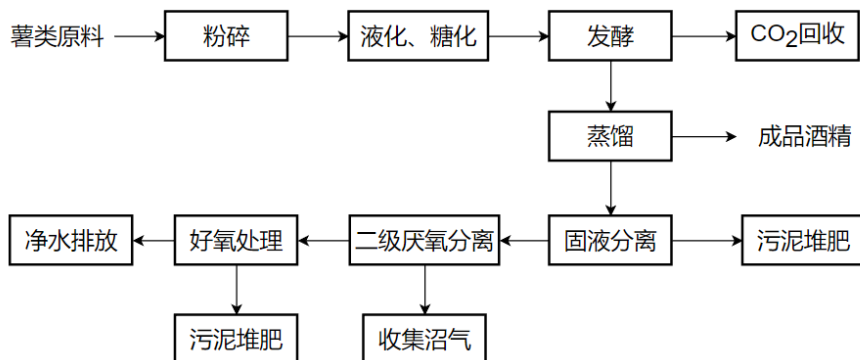 薯类原料
粉碎
液化、糖化
发酵
CO2回收
蒸馏
成品酒精
净水排放
好氧处理
二级厌氧分离
固液分离
污泥堆肥
污泥堆肥
收集沼气